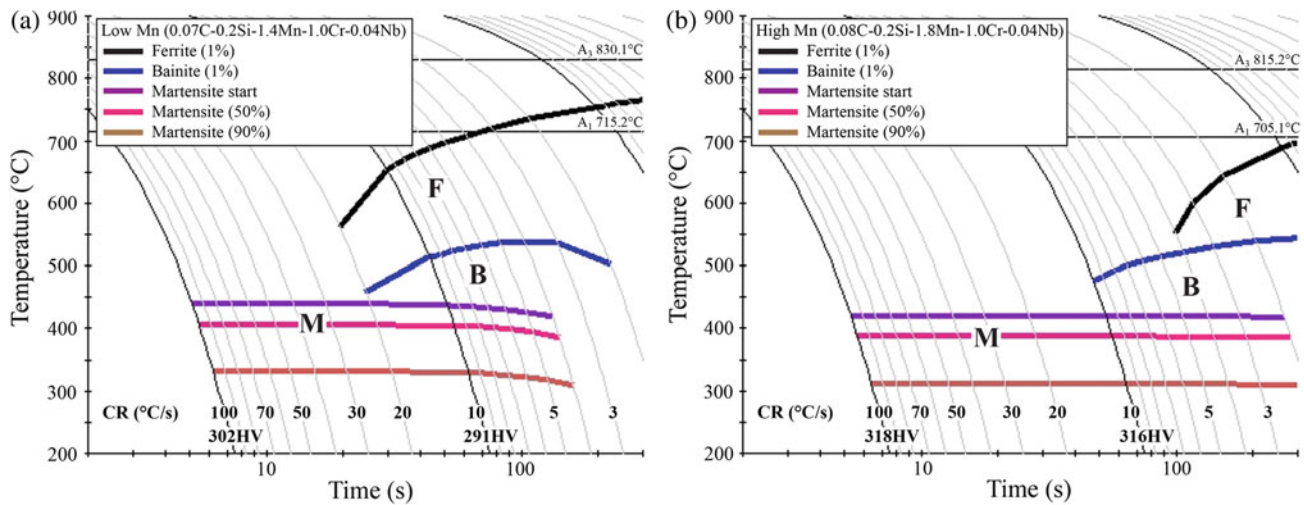 (a)
Low Mn (0.07C-0.2Si-1.4Mn-1.0Cr-0.04Nb)
Ferrite (1%)
Bainite (1%)
Martensite start
Martensite (50%)
Martensite (90%)
A3 830.1°C
A1 715.2°C
F
B
M
CR (°C/s) 100 70 50 30 20 10 5 3
302HV 291HV
900
800
700
600
500
400
300
200
Temperature (°C)
10 100
Time (s)
(b)
High Mn (0.08C-0.2Si-1.8Mn-1.0Cr-0.04Nb)
Ferrite (1%)
Bainite (1%)
Martensite start
Martensite (50%)
Martensite (90%)
A3 815.2°C
A1 705.1°C
F
B
M
CR (°C/s) 100 70 50 30 20 10 5 3
318HV 316HV
900
800
700
600
500
400
300
200
Temperature (°C)
10 100
Time (s)